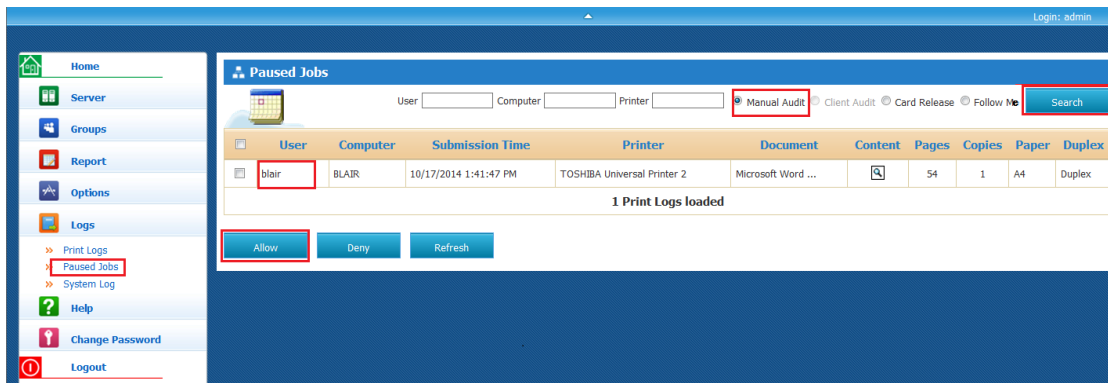 Login: admin
Home
Server
Groups
Report
Options
Logs
Print Logs
Paused Jobs
System Log
Help
Change Password
Logout
Paused Jobs
User Computer Printer Manual Audit Client Audit Card Release Follow Me Search
User Computer Submission Time Printer Document Content Pages Copies Paper Duplex
blair BLAIR 10/17/2014 1:41:47 PM TOSHIBA Universal Printer 2 Microsoft Word ... 54 1 A4 Duplex
1 Print Logs loaded
Allow Deny Refresh